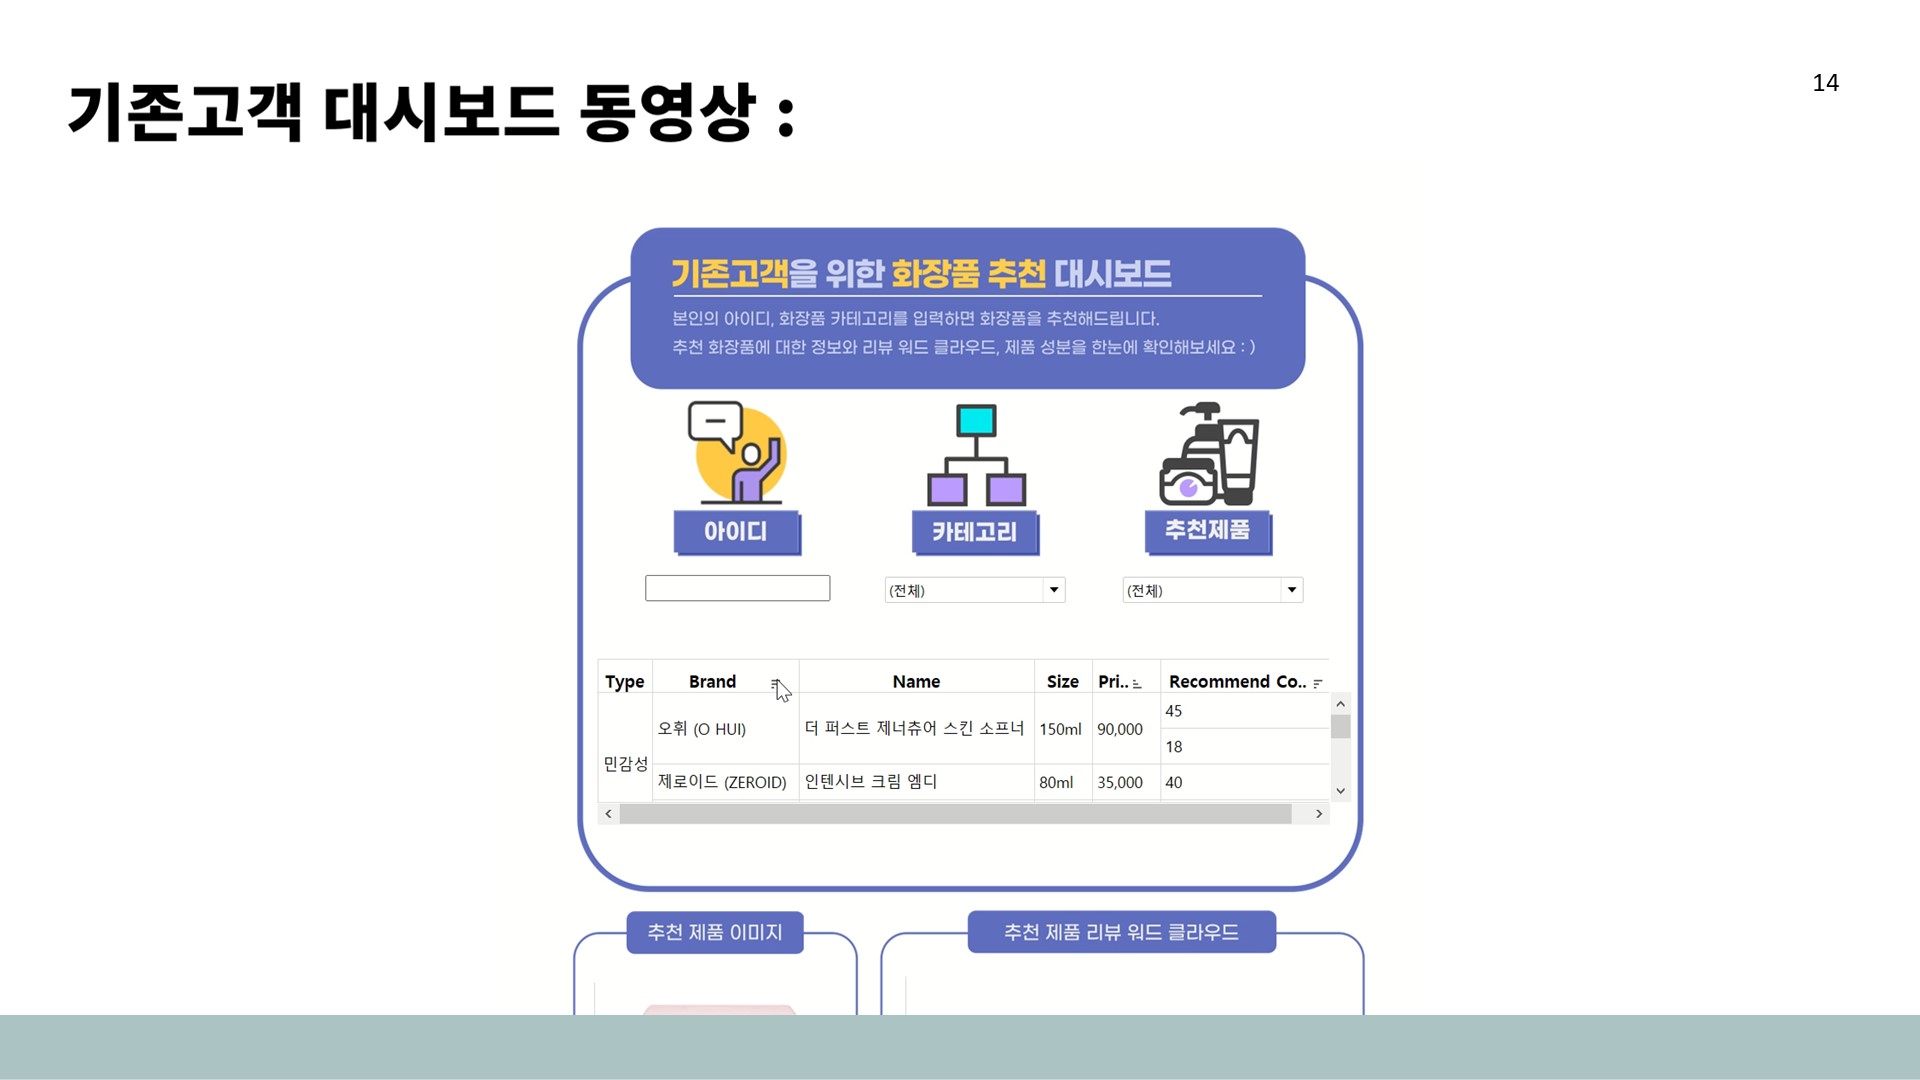 기존고객 대시보드 동영상 :
14
기존고객을 위한 화장품 추천 대시보드
본인의 아이디, 화장품 카테고리를 입력하면 화장품을 추천해드립니다.
추천 화장품에 대한 정보와 리뷰 워드 클라우드, 제품 성분을 한눈에 확인해보세요 : )
아이디
카테고리
추천제품
(전체)
(전체)
Type Brand Name Size Pri.. Recommend Co..
민감성
오휘 (O HUI) 더 퍼스트 제너츄어 스킨 소프너 150ml 90,000 45
18
제로이드 (ZEROID) 인텐시브 크림 엠디 80ml 35,000 40
추천 제품 이미지
추천 제품 리뷰 워드 클라우드